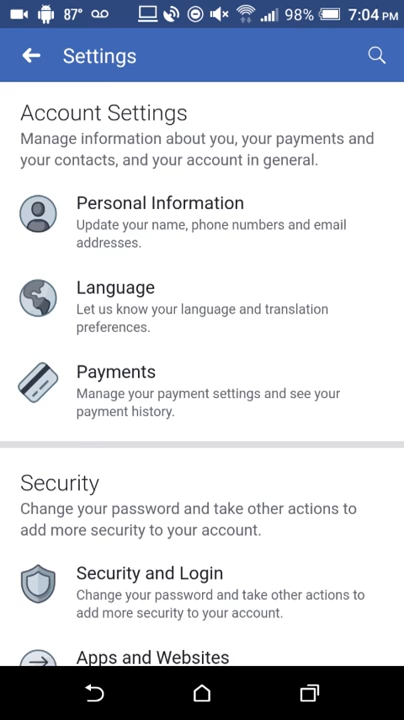 87° 98% 7:04 PM
Settings
Account Settings
Manage information about you, your payments and
your contacts, and your account in general.
Personal Information
Update your name, phone numbers and email
addresses.
Language
Let us know your language and translation
preferences.
Payments
Manage your payment settings and see your
payment history.
Security
Change your password and take other actions to
add more security to your account.
Security and Login
Change your password and take other actions to
add more security to your account.
Apps and Websites